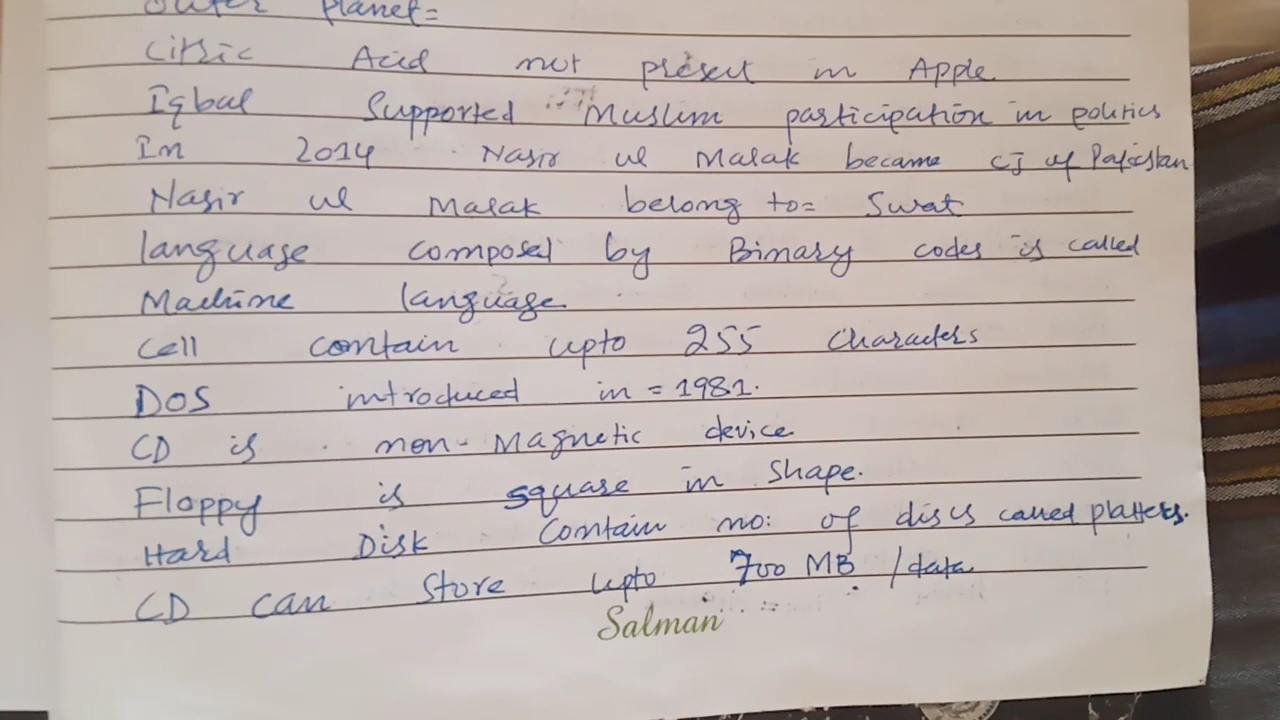 Outer Planet=
Citric Acid not present in Apple.
Iqbal Supported Muslim participation in politics
In 2014 Nasir ul Malak became CJ of Pakistan
Nasir ul Malak belong to= Swat
language composed by Binary codes is called
Machine language.
Cell contain upto 255 characters
DOS introduced in = 1981.
CD is non-Magnetic device.
Floppy is square in shape.
Hard Disk Contain no: of discs called platters.
CD can store upto 700 MB /data
Salman